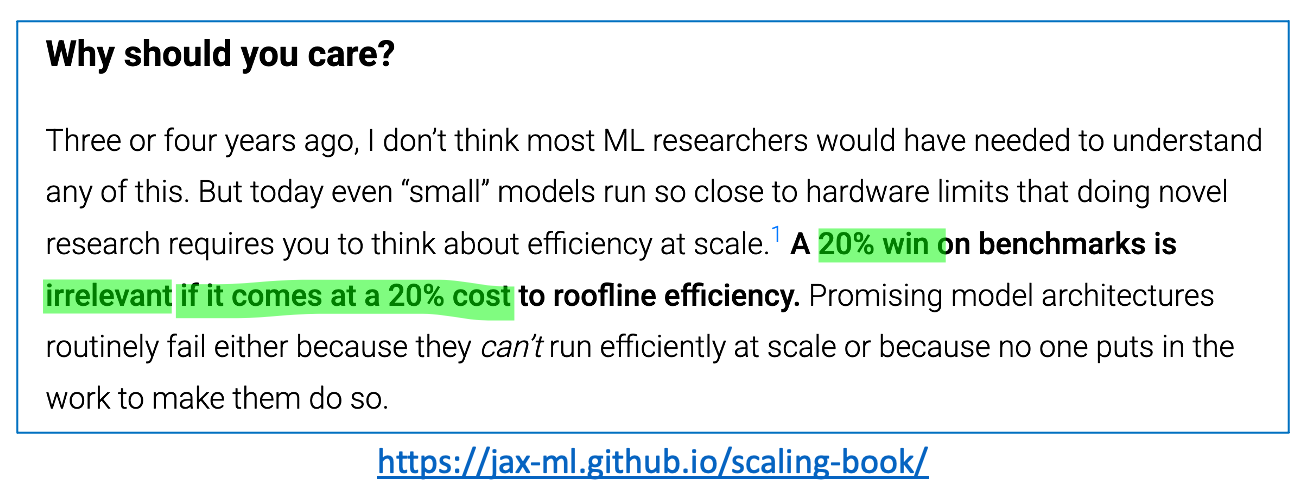 Why should you care?
Three or four years ago, I don’t think most ML researchers would have needed to understand
any of this. But today even “small” models run so close to hardware limits that doing novel
research requires you to think about efficiency at scale.1 A 20% win on benchmarks is
irrelevant if it comes at a 20% cost to roofline efficiency. Promising model architectures
routinely fail either because they can’t run efficiently at scale or because no one puts in the
work to make them do so.
https://jax-ml.github.io/scaling-book/